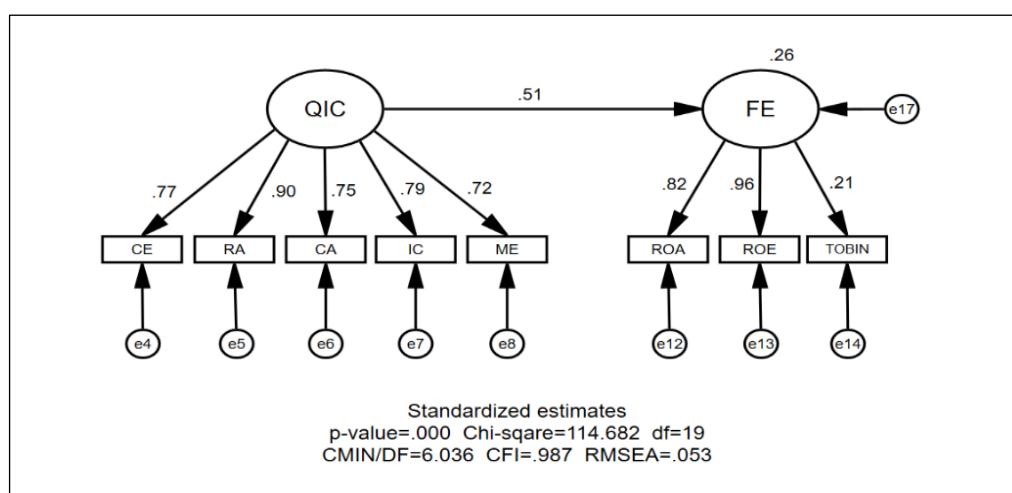 .26
QIC
.51
FE
e17
.77
.90
.75
.79
.72
.82
.96
.21
CE
RA
CA
IC
ME
ROA
ROE
TOBIN
e4
e5
e6
e7
e8
e12
e13
e14
Standardized estimates
p-value=.000 Chi-sqare=114.682 df=19
CMIN/DF=6.036 CFI=.987 RMSEA=.053